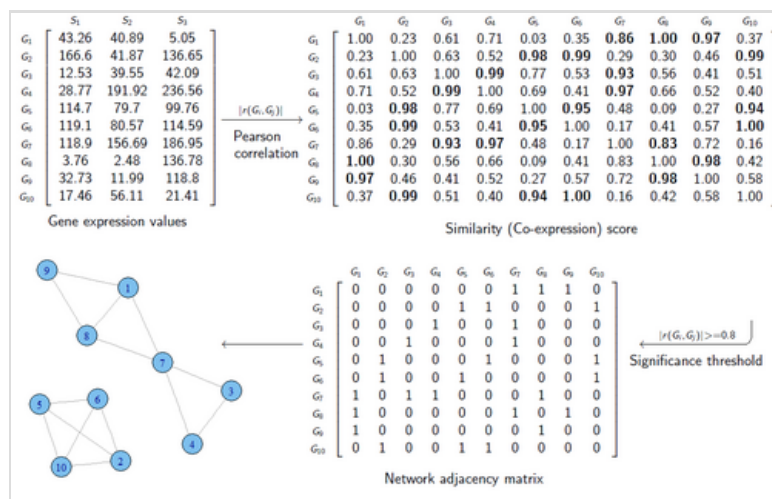 S1 S2 S3
G1 43.26 40.89 5.05
G2 166.6 41.87 136.65
G3 12.53 39.55 42.09
G4 28.77 191.92 236.56
G5 114.7 79.7 99.76
G6 119.1 80.57 114.59
G7 118.9 156.69 186.95
G8 3.76 2.48 136.78
G9 32.73 11.99 118.8
G10 17.46 56.11 21.41
Gene expression values
|r(Gi, Gj)|
Pearson
correlation
G1 G2 G3 G4 G5 G6 G7 G8 G9 G10
G1 1.00 0.23 0.61 0.71 0.03 0.35 0.86 1.00 0.97 0.37
G2 0.23 1.00 0.63 0.52 0.98 0.99 0.29 0.30 0.46 0.99
G3 0.61 0.63 1.00 0.99 0.77 0.53 0.93 0.56 0.41 0.51
G4 0.71 0.52 0.99 1.00 0.69 0.41 0.97 0.66 0.52 0.40
G5 0.03 0.98 0.77 0.69 1.00 0.95 0.48 0.09 0.27 0.94
G6 0.35 0.99 0.53 0.41 0.95 1.00 0.17 0.41 0.57 1.00
G7 0.86 0.29 0.93 0.97 0.48 0.17 1.00 0.83 0.72 0.16
G8 1.00 0.30 0.56 0.66 0.09 0.41 0.83 1.00 0.98 0.42
G9 0.97 0.46 0.41 0.52 0.27 0.57 0.72 0.98 1.00 0.58
G10 0.37 0.99 0.51 0.40 0.94 1.00 0.16 0.42 0.58 1.00
Similarity (Co-expression) score
|r(Gi, Gj)|>=0.8
Significance threshold
G1 G2 G3 G4 G5 G6 G7 G8 G9 G10
G1 0 0 0 0 0 0 1 1 1 0
G2 0 0 0 0 1 1 0 0 0 1
G3 0 0 0 1 0 0 1 0 0 0
G4 0 0 1 0 0 0 1 0 0 0
G5 0 1 0 0 0 1 0 0 0 1
G6 0 1 0 0 1 0 0 0 0 1
G7 1 0 1 1 0 0 0 1 0 0
G8 1 0 0 0 0 0 1 0 1 0
G9 1 0 0 0 0 0 0 1 0 0
G10 0 1 0 0 1 1 0 0 0 0
Network adjacency matrix
9
1
8
7
3
4
6
5
2
10